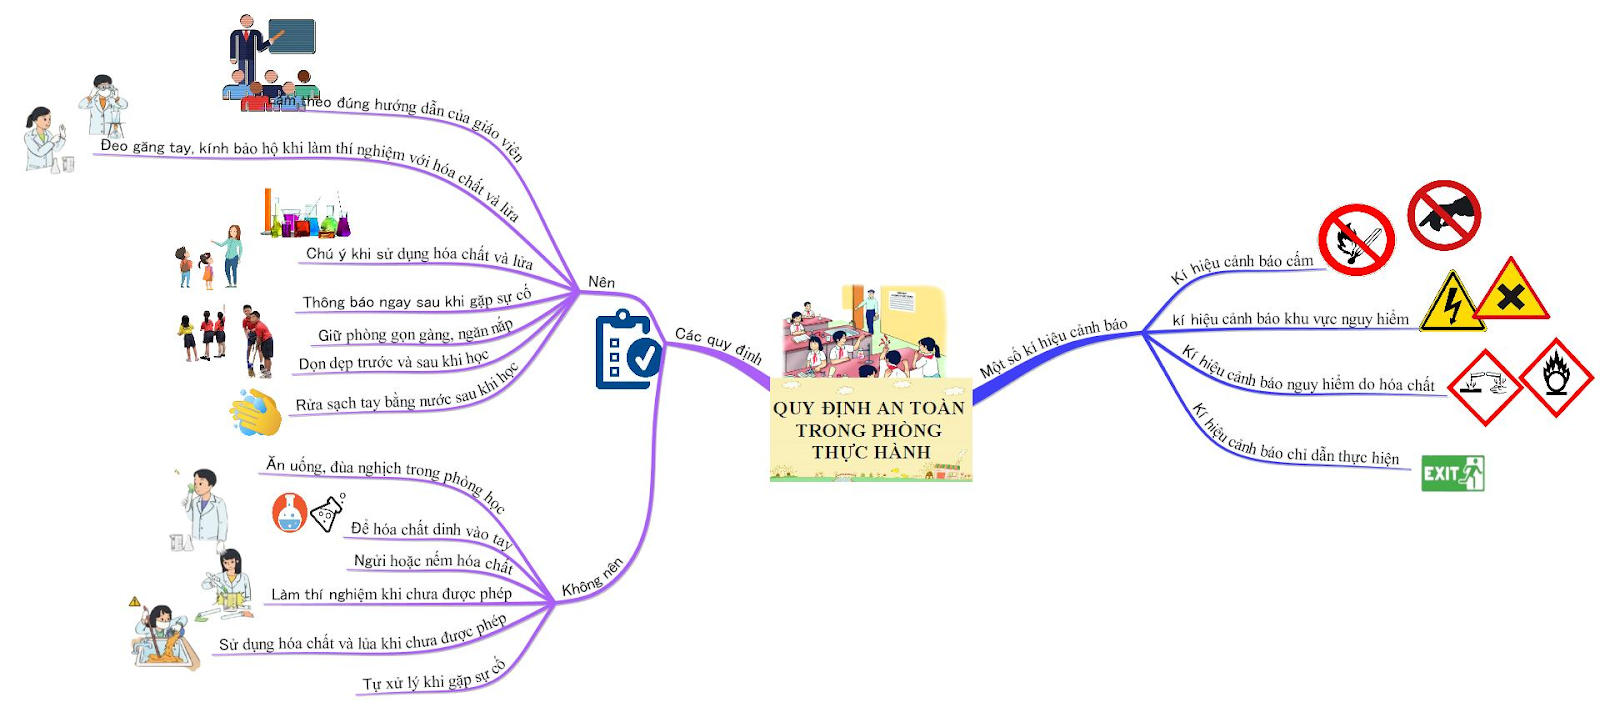 QUY ĐỊNH AN TOÀN
TRONG PHÒNG
THỰC HÀNH
Các quy định
Nên
Làm theo đúng hướng dẫn của giáo viên
Đeo găng tay, kính bảo hộ khi làm thí nghiệm với hóa chất và lửa
Chú ý khi sử dụng hóa chất và lửa
Thông báo ngay sau khi gặp sự cố
Giữ phòng gọn gàng, ngăn nắp
Dọn dẹp trước và sau khi học
Rửa sạch tay bằng nước sau khi học
Không nên
Ăn uống, đùa nghịch trong phòng học
Để hóa chất dinh vào tay
Ngửi hoặc nếm hóa chất
Làm thí nghiệm khi chưa được phép
Sử dụng hóa chất và lủa khi chưa được phép
Tự xử lý khi gặp sự cố
Một số kí hiệu cảnh báo
Kí hiệu cảnh báo cấm
kí hiệu cảnh báo khu vực nguy hiểm
Kí hiệu cảnh báo nguy hiểm do hóa chất
Kí hiệu cảnh báo chỉ dẫn thực hiện
EXIT